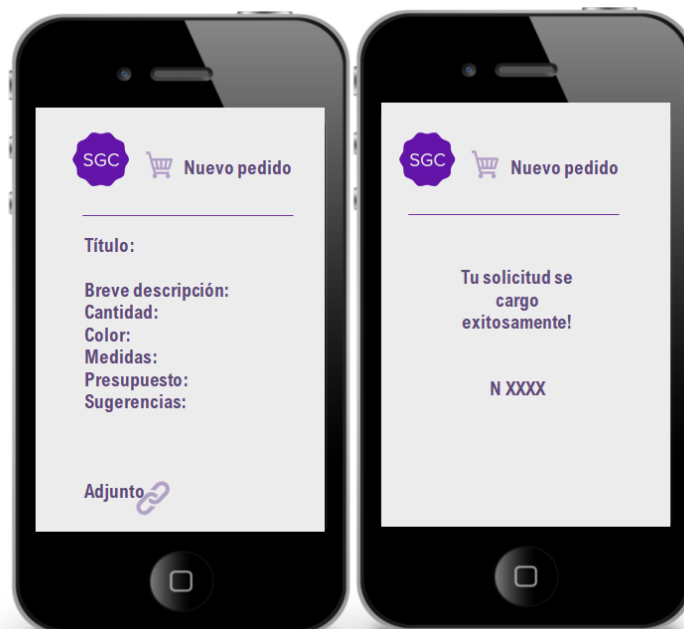 SGC
Nuevo pedido
Título:
Breve descripción:
Cantidad:
Color:
Medidas:
Presupuesto:
Sugerencias:
Adjunto
SGC
Nuevo pedido
Tu solicitud se
cargo
exitosamente!
N XXXX